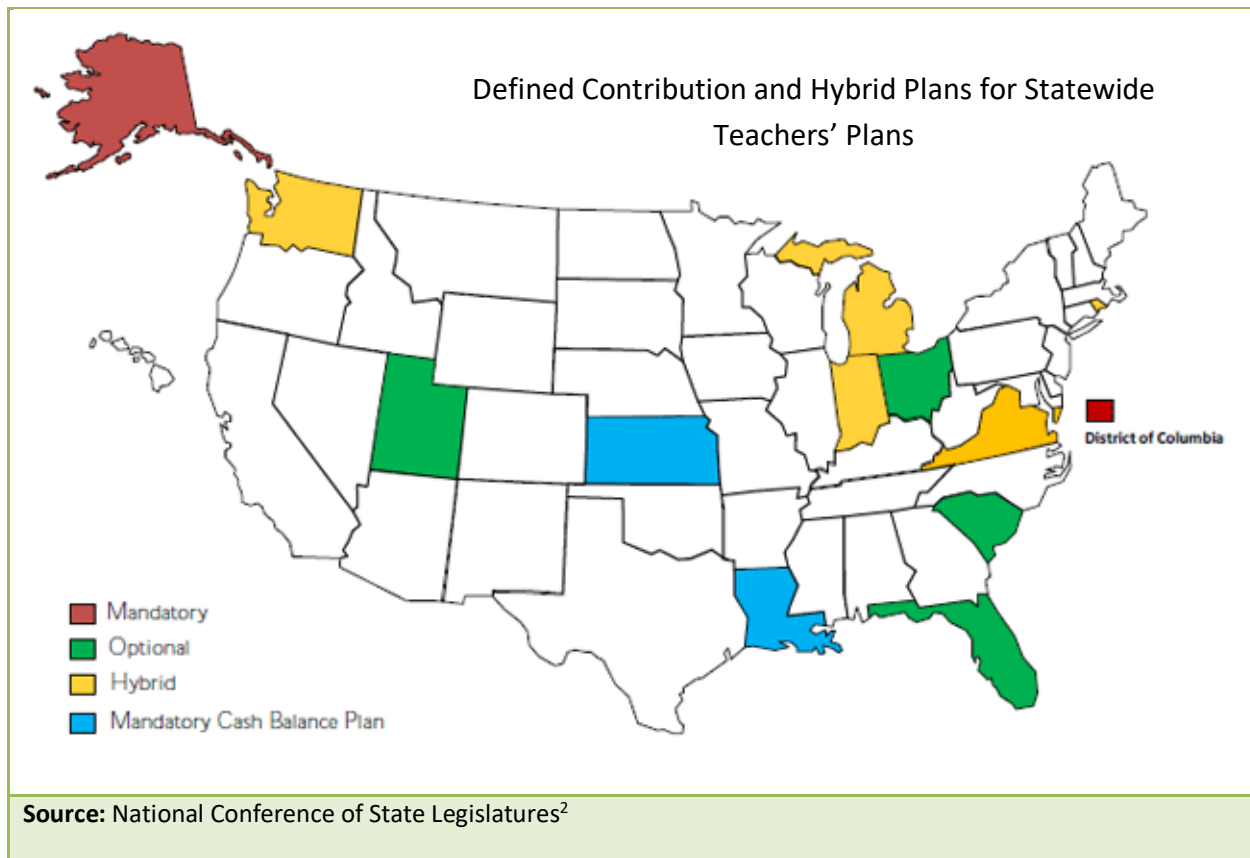 Defined Contribution and Hybrid Plans for Statewide
Teachers’ Plans
District of Columbia
Mandatory
Optional
Hybrid
Mandatory Cash Balance Plan
Source: National Conference of State Legislatures²